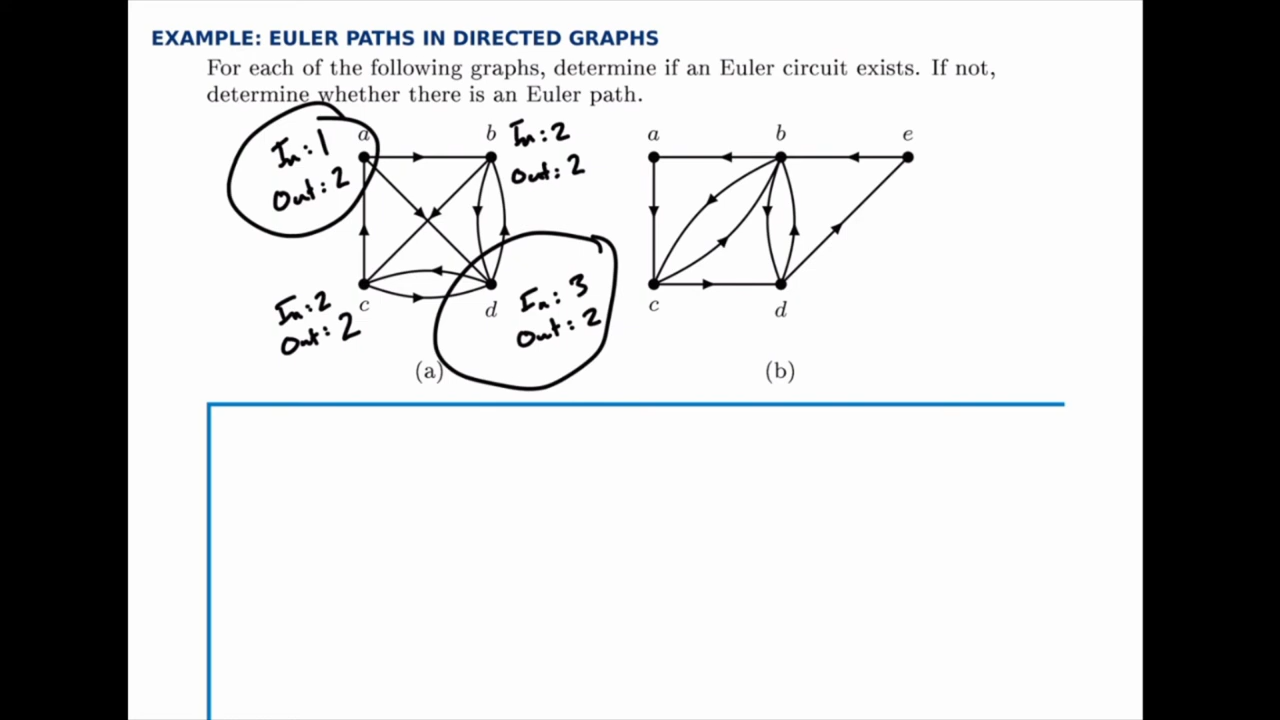 EXAMPLE: EULER PATHS IN DIRECTED GRAPHS
For each of the following graphs, determine if an Euler circuit exists. If not,
determine whether there is an Euler path.
a
b
In: 1
Out: 2
In: 2
Out: 2
c
d
In: 2
Out: 2
In: 3
Out: 2
(a)
a
b
e
c
d
(b)